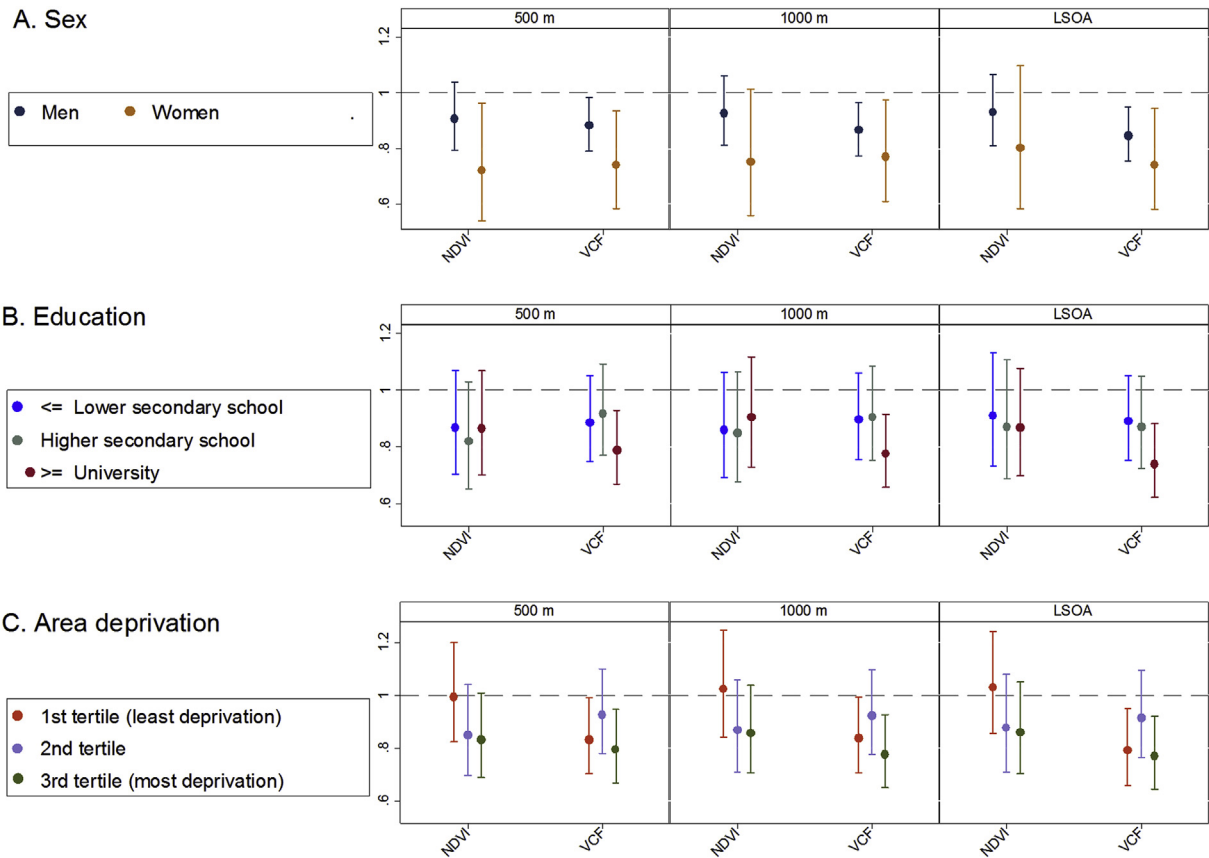 A. Sex
500 m
1000 m
LSOA
Men
Women
.
1.2
1
.8
.6
NDVI
VCF
NDVI
VCF
NDVI
VCF
B. Education
500 m
1000 m
LSOA
<= Lower secondary school
Higher secondary school
>= University
1.2
1
.8
.6
NDVI
VCF
NDVI
VCF
NDVI
VCF
C. Area deprivation
500 m
1000 m
LSOA
1st tertile (least deprivation)
2nd tertile
3rd tertile (most deprivation)
1.2
1
.8
.6
NDVI
VCF
NDVI
VCF
NDVI
VCF